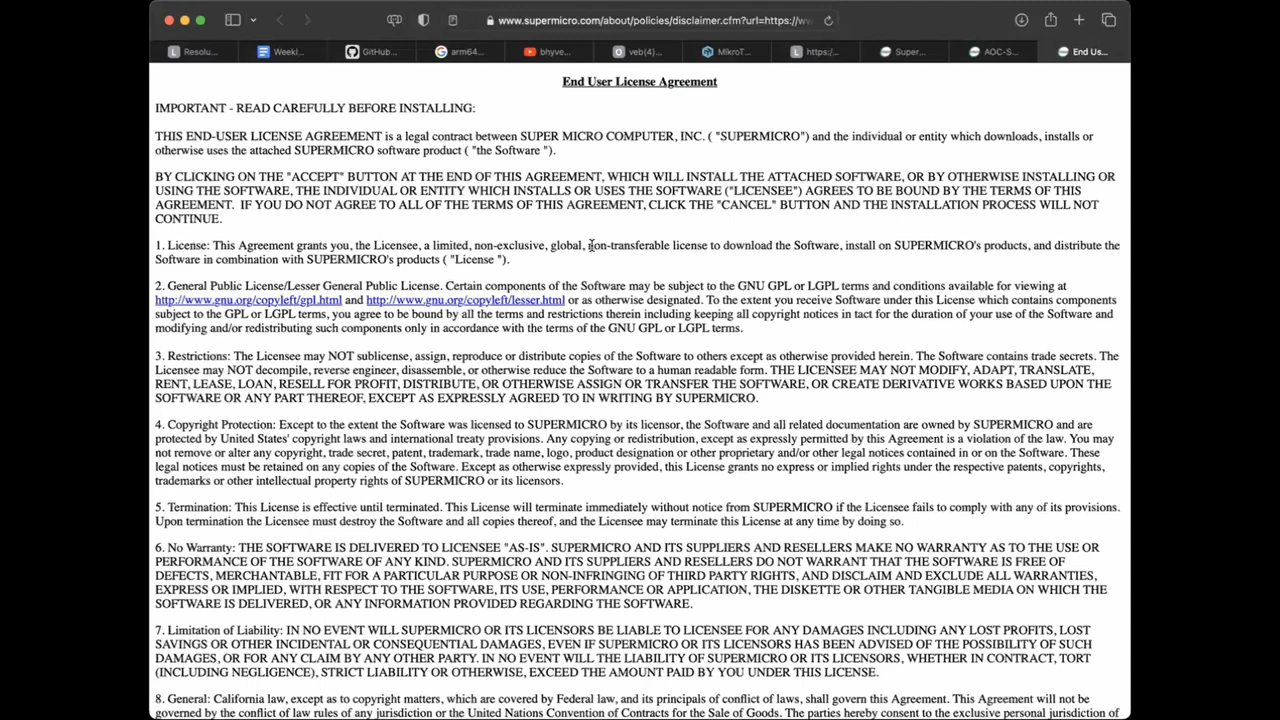 www.supermicro.com/about/policies/disclaimer.cfm?url=https://w
Resolu...
Weekl...
GitHub...
arm64...
bhyve...
veb(4)...
MikroT...
https:/...
Super...
AOC-S...
End Us...
End User License Agreement
IMPORTANT - READ CAREFULLY BEFORE INSTALLING:
THIS END-USER LICENSE AGREEMENT is a legal contract between SUPER MICRO COMPUTER, INC. ( "SUPERMICRO") and the individual or entity which downloads, installs or
otherwise uses the attached SUPERMICRO software product ( "the Software ").
BY CLICKING ON THE "ACCEPT" BUTTON AT THE END OF THIS AGREEMENT, WHICH WILL INSTALL THE ATTACHED SOFTWARE, OR BY OTHERWISE INSTALLING OR
USING THE SOFTWARE, THE INDIVIDUAL OR ENTITY WHICH INSTALLS OR USES THE SOFTWARE ("LICENSEE") AGREES TO BE BOUND BY THE TERMS OF THIS
AGREEMENT. IF YOU DO NOT AGREE TO ALL OF THE TERMS OF THIS AGREEMENT, CLICK THE "CANCEL" BUTTON AND THE INSTALLATION PROCESS WILL NOT
CONTINUE.
1. License: This Agreement grants you, the Licensee, a limited, non-exclusive, global, non-transferable license to download the Software, install on SUPERMICRO's products, and distribute the
Software in combination with SUPERMICRO's products ( "License ").
2. General Public License/Lesser General Public License. Certain components of the Software may be subject to the GNU GPL or LGPL terms and conditions available for viewing at
http://www.gnu.org/copyleft/gpl.html and http://www.gnu.org/copyleft/lesser.html or as otherwise designated. To the extent you receive Software under this License which contains components
subject to the GPL or LGPL terms, you agree to be bound by all the terms and restrictions therein including keeping all copyright notices in tact for the duration of your use of the Software and
modifying and/or redistributing such components only in accordance with the terms of the GNU GPL or LGPL terms.
3. Restrictions: The Licensee may NOT sublicense, assign, reproduce or distribute copies of the Software to others except as otherwise provided herein. The Software contains trade secrets. The
Licensee may NOT decompile, reverse engineer, disassemble, or otherwise reduce the Software to a human readable form. THE LICENSEE MAY NOT MODIFY, ADAPT, TRANSLATE,
RENT, LEASE, LOAN, RESELL FOR PROFIT, DISTRIBUTE, OR OTHERWISE ASSIGN OR TRANSFER THE SOFTWARE, OR CREATE DERIVATIVE WORKS BASED UPON THE
SOFTWARE OR ANY PART THEREOF, EXCEPT AS EXPRESSLY AGREED TO IN WRITING BY SUPERMICRO.
4. Copyright Protection: Except to the extent the Software was licensed to SUPERMICRO by its licensor, the Software and all related documentation are owned by SUPERMICRO and are
protected by United States' copyright laws and international treaty provisions. Any copying or redistribution, except as expressly permitted by this Agreement is a violation of the law. You may
not remove or alter any copyright, trade secret, patent, trademark, trade name, logo, product designation or other proprietary and/or other legal notices contained in or on the Software. These
legal notices must be retained on any copies of the Software. Except as otherwise expressly provided, this License grants no express or implied rights under the respective patents, copyrights,
trademarks or other intellectual property rights of SUPERMICRO or its licensors.
5. Termination: This License is effective until terminated. This License will terminate immediately without notice from SUPERMICRO if the Licensee fails to comply with any of its provisions.
Upon termination the Licensee must destroy the Software and all copies thereof, and the Licensee may terminate this License at any time by doing so.
6. No Warranty: THE SOFTWARE IS DELIVERED TO LICENSEE "AS-IS". SUPERMICRO AND ITS SUPPLIERS AND RESELLERS MAKE NO WARRANTY AS TO THE USE OR
PERFORMANCE OF THE SOFTWARE OF ANY KIND. SUPERMICRO AND ITS SUPPLIERS AND RESELLERS DO NOT WARRANT THAT THE SOFTWARE IS FREE OF
DEFECTS, MERCHANTABLE, FIT FOR A PARTICULAR PURPOSE OR NON-INFRINGING OF THIRD PARTY RIGHTS, AND DISCLAIM AND EXCLUDE ALL WARRANTIES,
EXPRESS OR IMPLIED, WITH RESPECT TO THE SOFTWARE, ITS USE, PERFORMANCE OR APPLICATION, THE DISKETTE OR OTHER TANGIBLE MEDIA ON WHICH THE
SOFTWARE IS DELIVERED, OR ANY INFORMATION PROVIDED REGARDING THE SOFTWARE.
7. Limitation of Liability: IN NO EVENT WILL SUPERMICRO OR ITS LICENSORS BE LIABLE TO LICENSEE FOR ANY DAMAGES INCLUDING ANY LOST PROFITS, LOST
SAVINGS OR OTHER INCIDENTAL OR CONSEQUENTIAL DAMAGES, EVEN IF SUPERMICRO OR ITS LICENSORS HAS BEEN ADVISED OF THE POSSIBILITY OF SUCH
DAMAGES, OR FOR ANY CLAIM BY ANY OTHER PARTY. IN NO EVENT WILL THE LIABILITY OF SUPERMICRO OR ITS LICENSORS, WHETHER IN CONTRACT, TORT
(INCLUDING NEGLIGENCE), STRICT LIABILITY OR OTHERWISE, EXCEED THE AMOUNT PAID BY YOU UNDER THIS LICENSE.
8. General: California law, except as to copyright matters, which are covered by Federal law, and its principals of conflict of laws, shall govern this Agreement. This Agreement will not be
governed by the conflict of law rules of any jurisdiction or the United Nations Convention of Contracts for the Sale of Goods. The parties hereby consent to the exclusive personal jurisdiction of